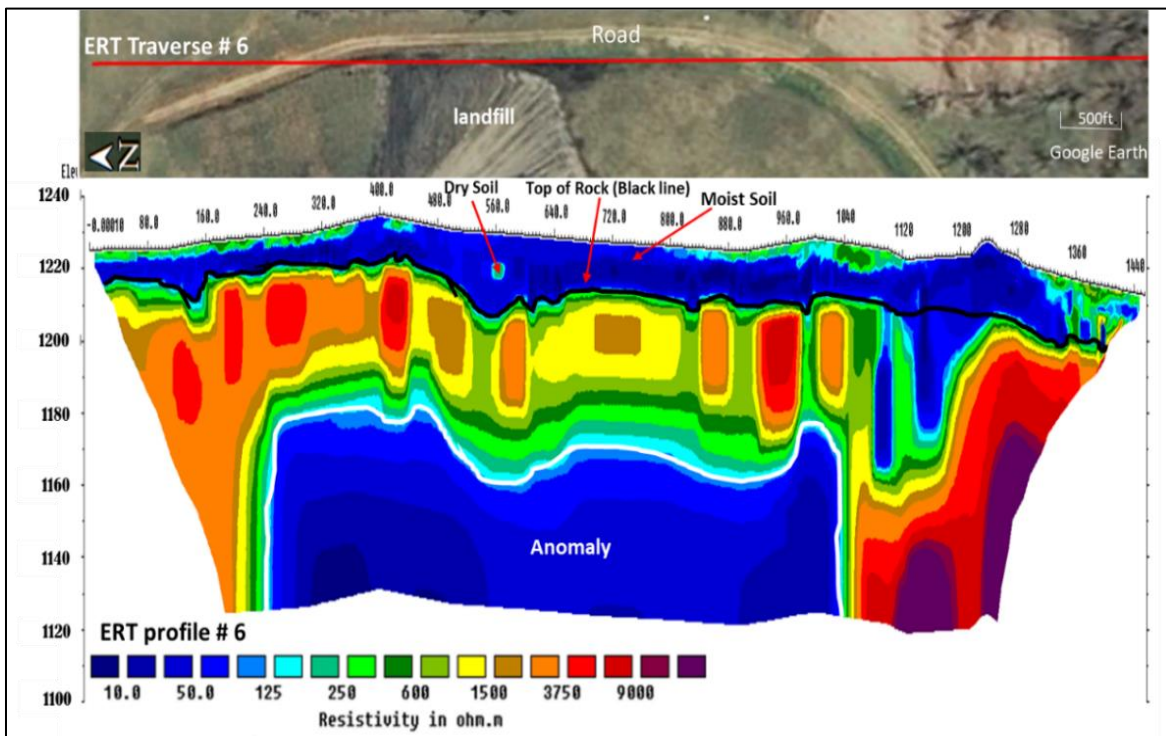 Road
ERT Traverse # 6
landfill
500ft
N
Google Earth
Elev
1240
1220
1200
1180
1160
1140
1120
1100
-0.00010 80.0 160.0 240.0 320.0 400.0 480.0 560.0 640.0 720.0 800.0 880.0 960.0 1040 1120 1200 1280 1360 1440
Dry Soil
Top of Rock (Black line)
Moist Soil
Anomaly
ERT profile # 6
10.0 50.0 125 250 600 1500 3750 9000
Resistivity in ohm.m